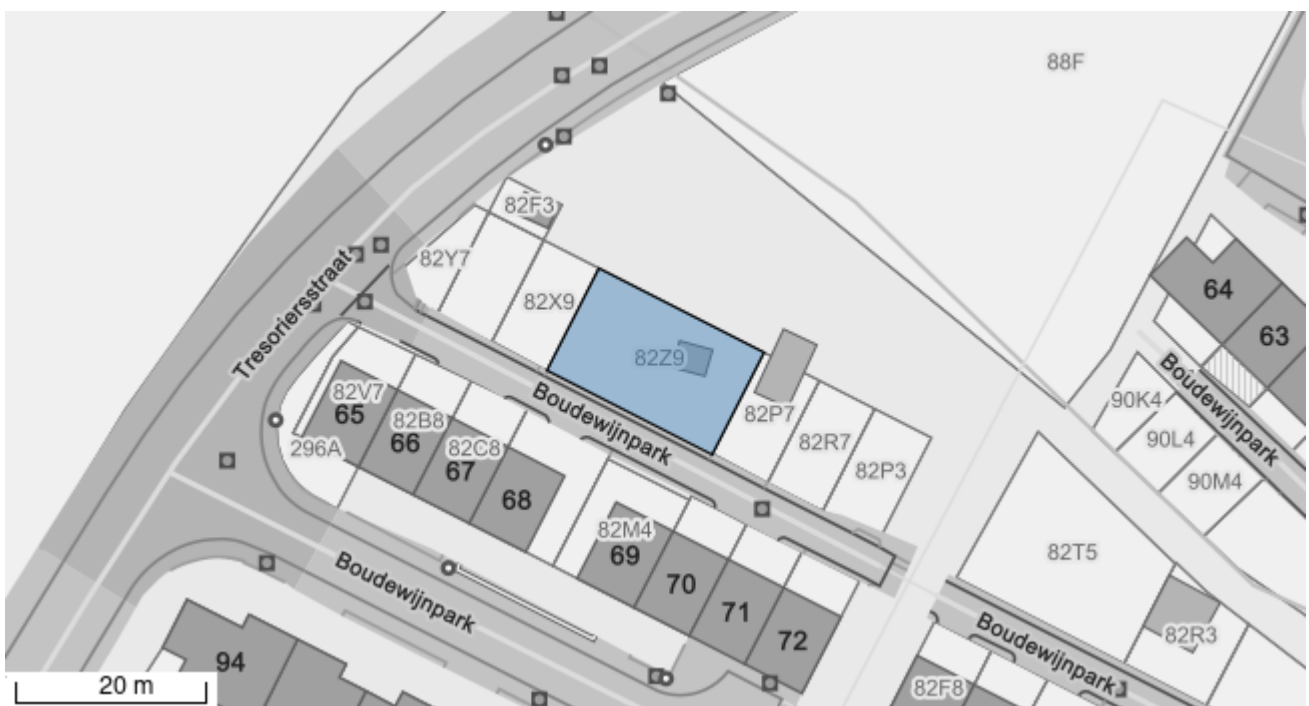 88F
82F3
82Y7
82X9
64
Tresoriersstraat
63
82Z9
Boudewijnpark
82V7
65
82B8
66
82C8
67
68
Boudewijnpark
82P7
82R7
82P3
90K4
90L4
90M4
296A
82M4
69
70
71
72
82T5
82R3
Boudewijnpark
Boudewijnpark
94
82F8
20 m